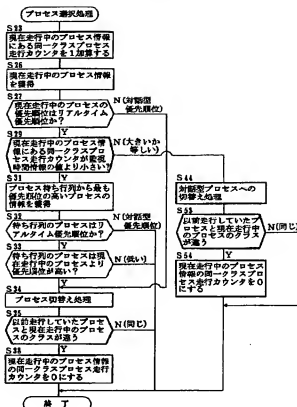 プロセス選択処理
S23
現在走行中のプロセス情報
にある同一クラスプロセス
走行カウンタを1加算する
S26
現在走行中のプロセス情報
を獲得
S27
現在走行中のプロセスの
優先順位はリアルタイム
優先順位か?
N(対話型
優先順位)
Y
S29
現在走行中のプロセス情報
にある同一クラスプロ
セス走行カウンタが監視
時間情報の値より小さい?
N(大きいか
等しい)
Y
S31
プロセス待ち行列から最も
優先順位の高いプロセスの
情報を獲得
S32
待ち行列のプロセスはリ
アルタイム優先順位か?
N(対話型
優先順位)
Y
S33
待ち行列のプロセスは現
在走行中のプロセスより
優先順位が高い?
N(低い)
Y
S34
プロセス切替え処理
S35
以前走行していたプロセス
と現在走行中のプロセス
のクラスが違う
N(同じ)
Y
S38
現在走行中のプロセス情報
の同一クラスプロセス走行
カウンタを0にする
終了
S44
対話型プロセスへの
切替え処理
S53
以前走行していたプ
ロセスと現在走行中
のプロセスのクラスが
違う
N(同じ)
Y
S54
現在走行中のプロセス
情報の同一クラスプロ
セス走行カウンタを0
にする